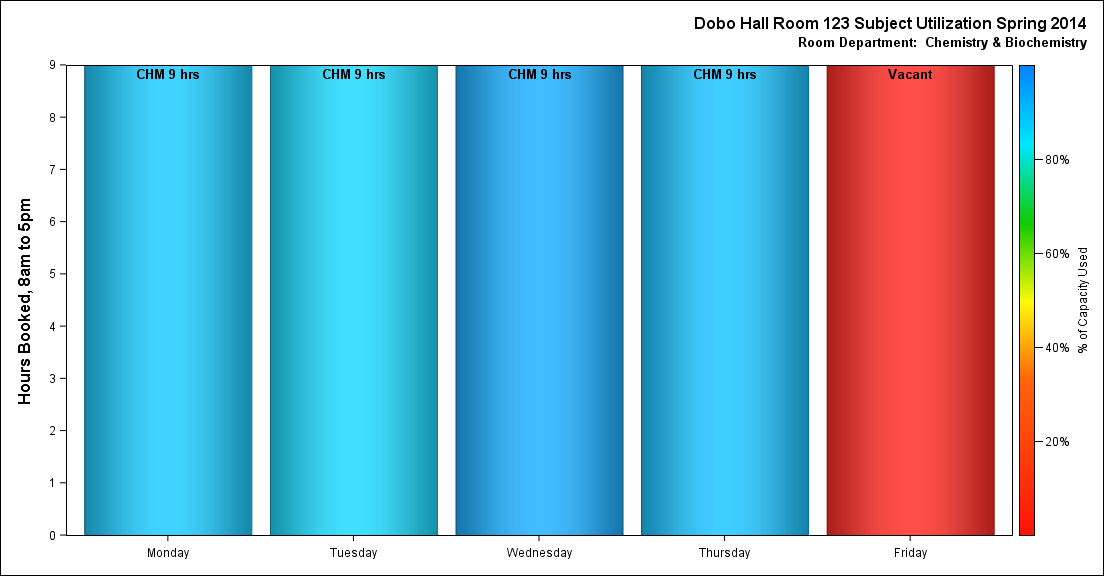 Dobo Hall Room 123 Subject Utilization Spring 2014
Room Department:  Chemistry & Biochemistry
Hours Booked, 8am to 5pm
9
8
7
6
5
4
3
2
1
0
CHM 9 hrs
CHM 9 hrs
CHM 9 hrs
CHM 9 hrs
Vacant
Monday
Tuesday
Wednesday
Thursday
Friday
80%
60%
40%
20%
% of Capacity Used